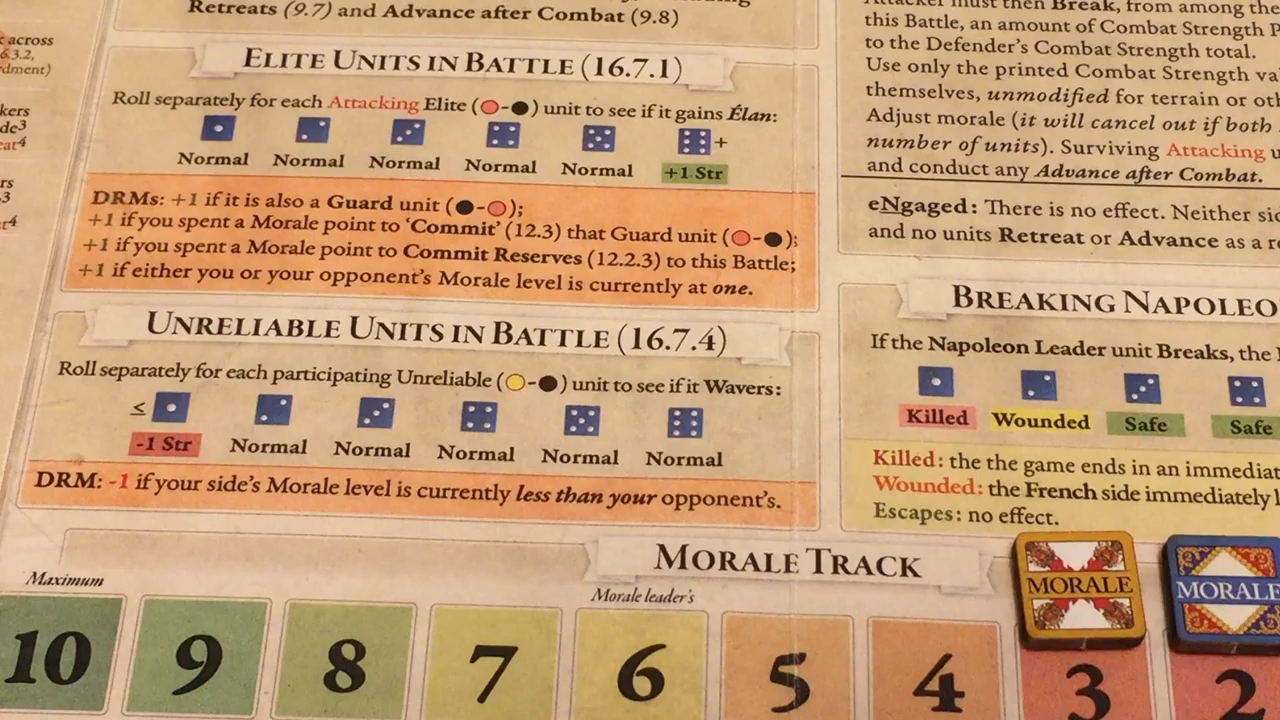 Retreats (9.7) and Advance after Combat (9.8)
ELITE UNITS IN BATTLE (16.7.1)
Roll separately for each Attacking Elite ( - ) unit to see if it gains Élan:
+
Normal Normal Normal Normal Normal +1 Str
DRMs: +1 if it is also a Guard unit ( - );
+1 if you spent a Morale point to ‘Commit’ (12.3) that Guard unit ( - );
+1 if you spent a Morale point to Commit Reserves (12.2.3) to this Battle;
+1 if either you or your opponent's Morale level is currently at one.
UNRELIABLE UNITS IN BATTLE (16.7.4)
Roll separately for each participating Unreliable ( - ) unit to see if it Wavers:
≤
-1 Str Normal Normal Normal Normal Normal
DRM: -1 if your side's Morale level is currently less than your opponent's.
across
6.3.2,
rdment)
kers
de3
eat4
rs
3
t4
Attacker must then Break, from among the
this Battle, an amount of Combat Strength P
to the Defender's Combat Strength total.
Use only the printed Combat Strength va
themselves, unmodified for terrain or oth
Adjust morale (it will cancel out if both
number of units). Surviving Attacking u
and conduct any Advance after Combat.
eNgaged: There is no effect. Neither sid
and no units Retreat or Advance as a re
BREAKING NAPOLEO
If the Napoleon Leader unit Breaks, the
Killed Wounded Safe Safe
Killed: the the game ends in an immediat
Wounded: the French side immediately
Escapes: no effect.
MORALE TRACK
Maximum
Morale leader's
MORALE MORALE
10 9 8 7 6 5 4 3 2